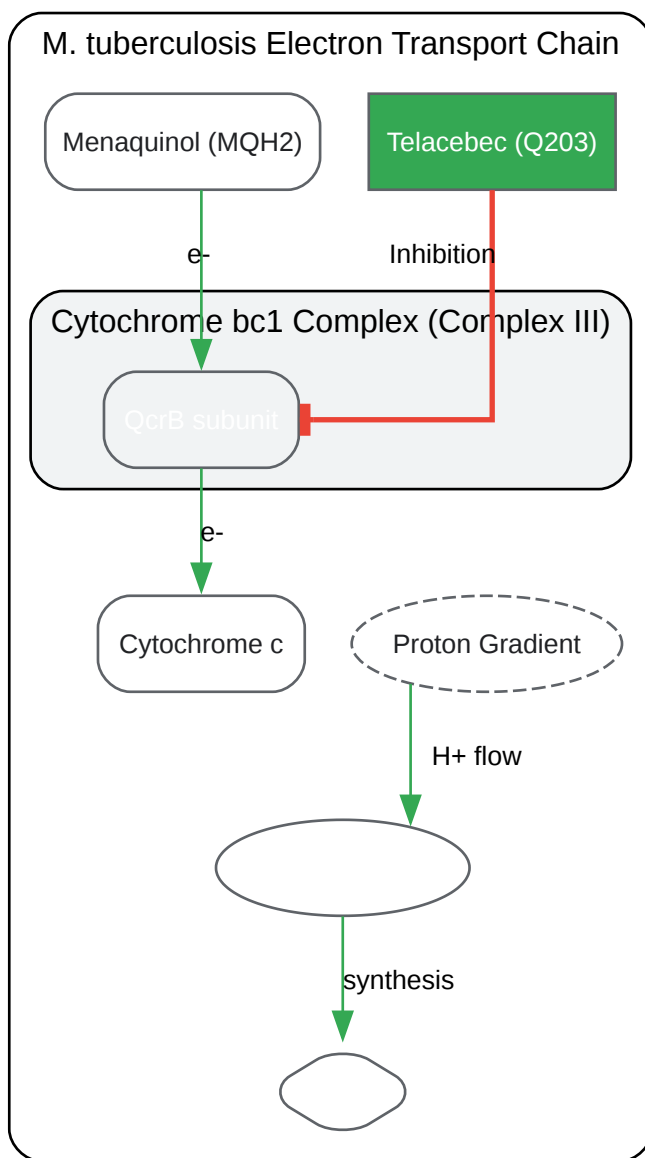 M. tuberculosis Electron Transport Chain
Menaquinol (MQH2)
Telacebec (Q203)
e-
Inhibition
Cytochrome bc1 Complex (Complex III)
QcrB subunit
e-
Cytochrome c
Proton Gradient
H+ flow
synthesis